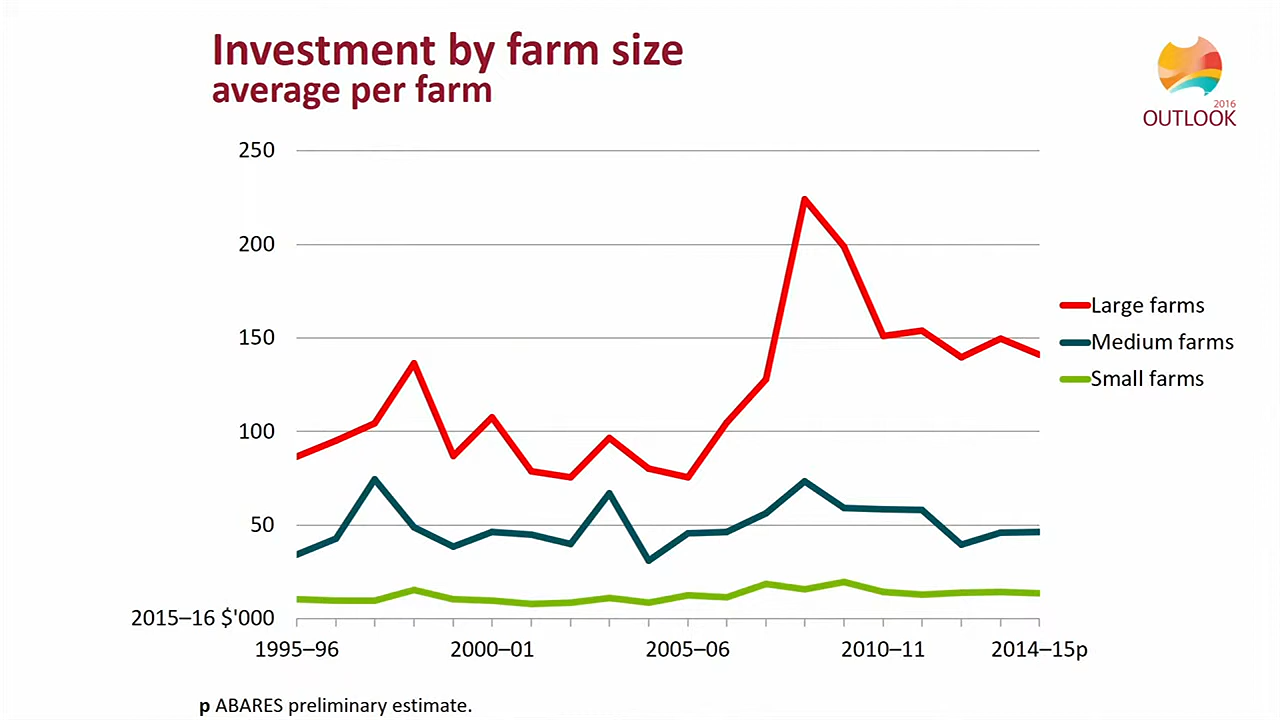 Investment by farm size
average per farm
2016
OUTLOOK
250
200
150
100
50
2015–16 $'000
Large farms
Medium farms
Small farms
1995–96 2000–01 2005–06 2010–11 2014–15p
p ABARES preliminary estimate.